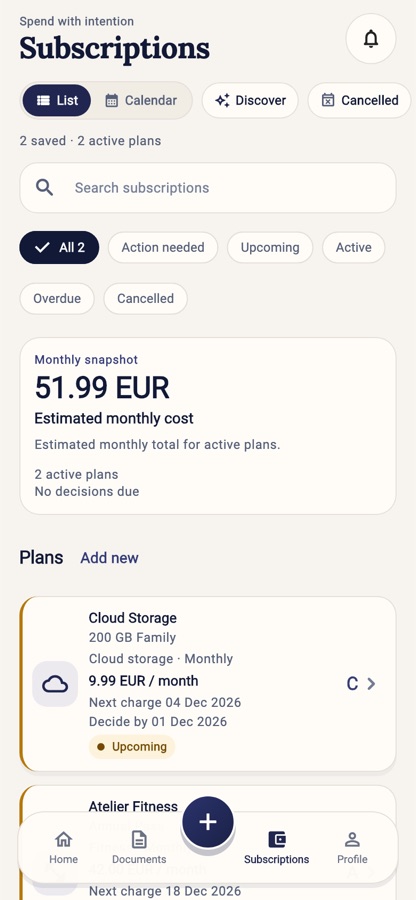 Spend with intention
Subscriptions
List
Calendar
Discover
Cancelled
2 saved · 2 active plans
Search subscriptions
All 2
Action needed
Upcoming
Active
Overdue
Cancelled
Monthly snapshot
51.99 EUR
Estimated monthly cost
Estimated monthly total for active plans.
2 active plans
No decisions due
Plans
Add new
Cloud Storage
200 GB Family
Cloud storage · Monthly
9.99 EUR / month
C
Next charge 04 Dec 2026
Decide by 01 Dec 2026
Upcoming
Atelier Fitness
Home
Documents
Subscriptions
Profile
Next charge 18 Dec 2026